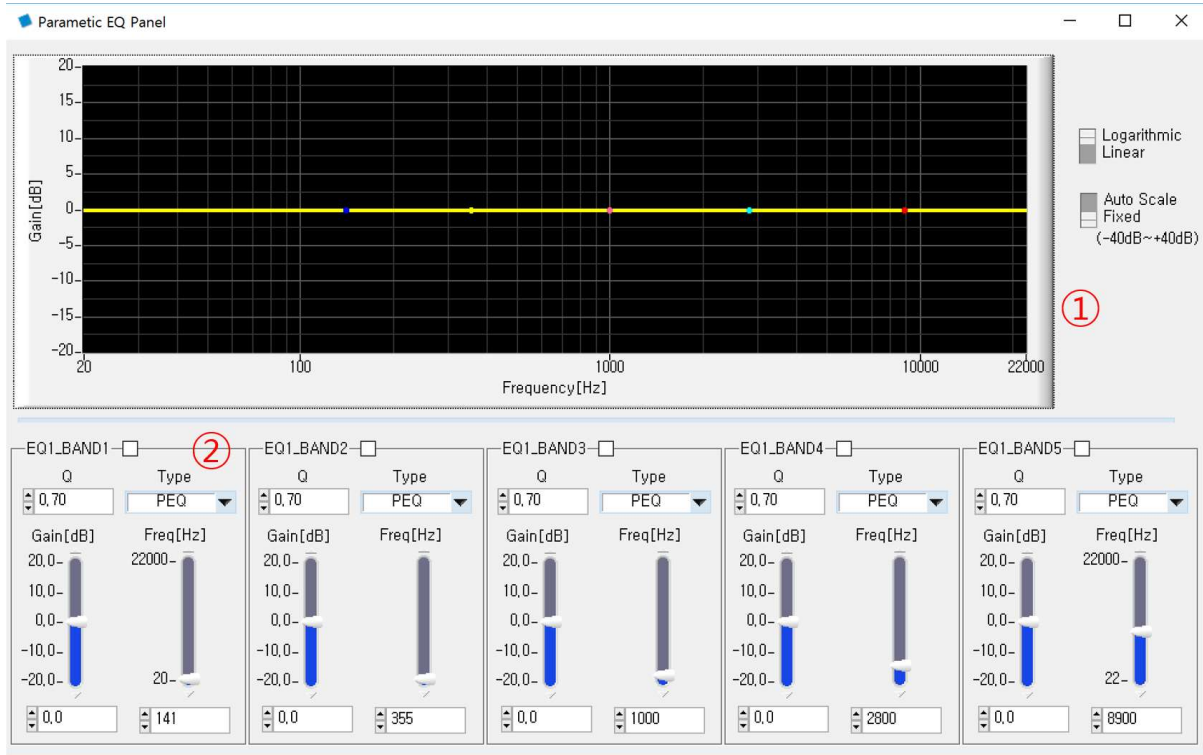 Parametic EQ Panel
20
15
10
5
0
-5
-10
-15
-20
Gain[dB]
20 100 1000 10000 22000
Frequency[Hz]
Logarithmic
Linear
Auto Scale
Fixed
(-40dB~+40dB)
①
EQ1_BAND1
②
Q Type
0,70 PEQ
Gain[dB] Freq[Hz]
20,0 22000
10,0
0,0
-10,0
-20,0 20
0,0 141
EQ1_BAND2
Q Type
0,70 PEQ
Gain[dB] Freq[Hz]
20,0
10,0
0,0
-10,0
-20,0
0,0 355
EQ1_BAND3
Q Type
0,70 PEQ
Gain[dB] Freq[Hz]
20,0
10,0
0,0
-10,0
-20,0
0,0 1000
EQ1_BAND4
Q Type
0,70 PEQ
Gain[dB] Freq[Hz]
20,0
10,0
0,0
-10,0
-20,0
0,0 2800
EQ1_BAND5
Q Type
0,70 PEQ
Gain[dB] Freq[Hz]
20,0 22000
10,0
0,0
-10,0
-20,0 22
0,0 8900